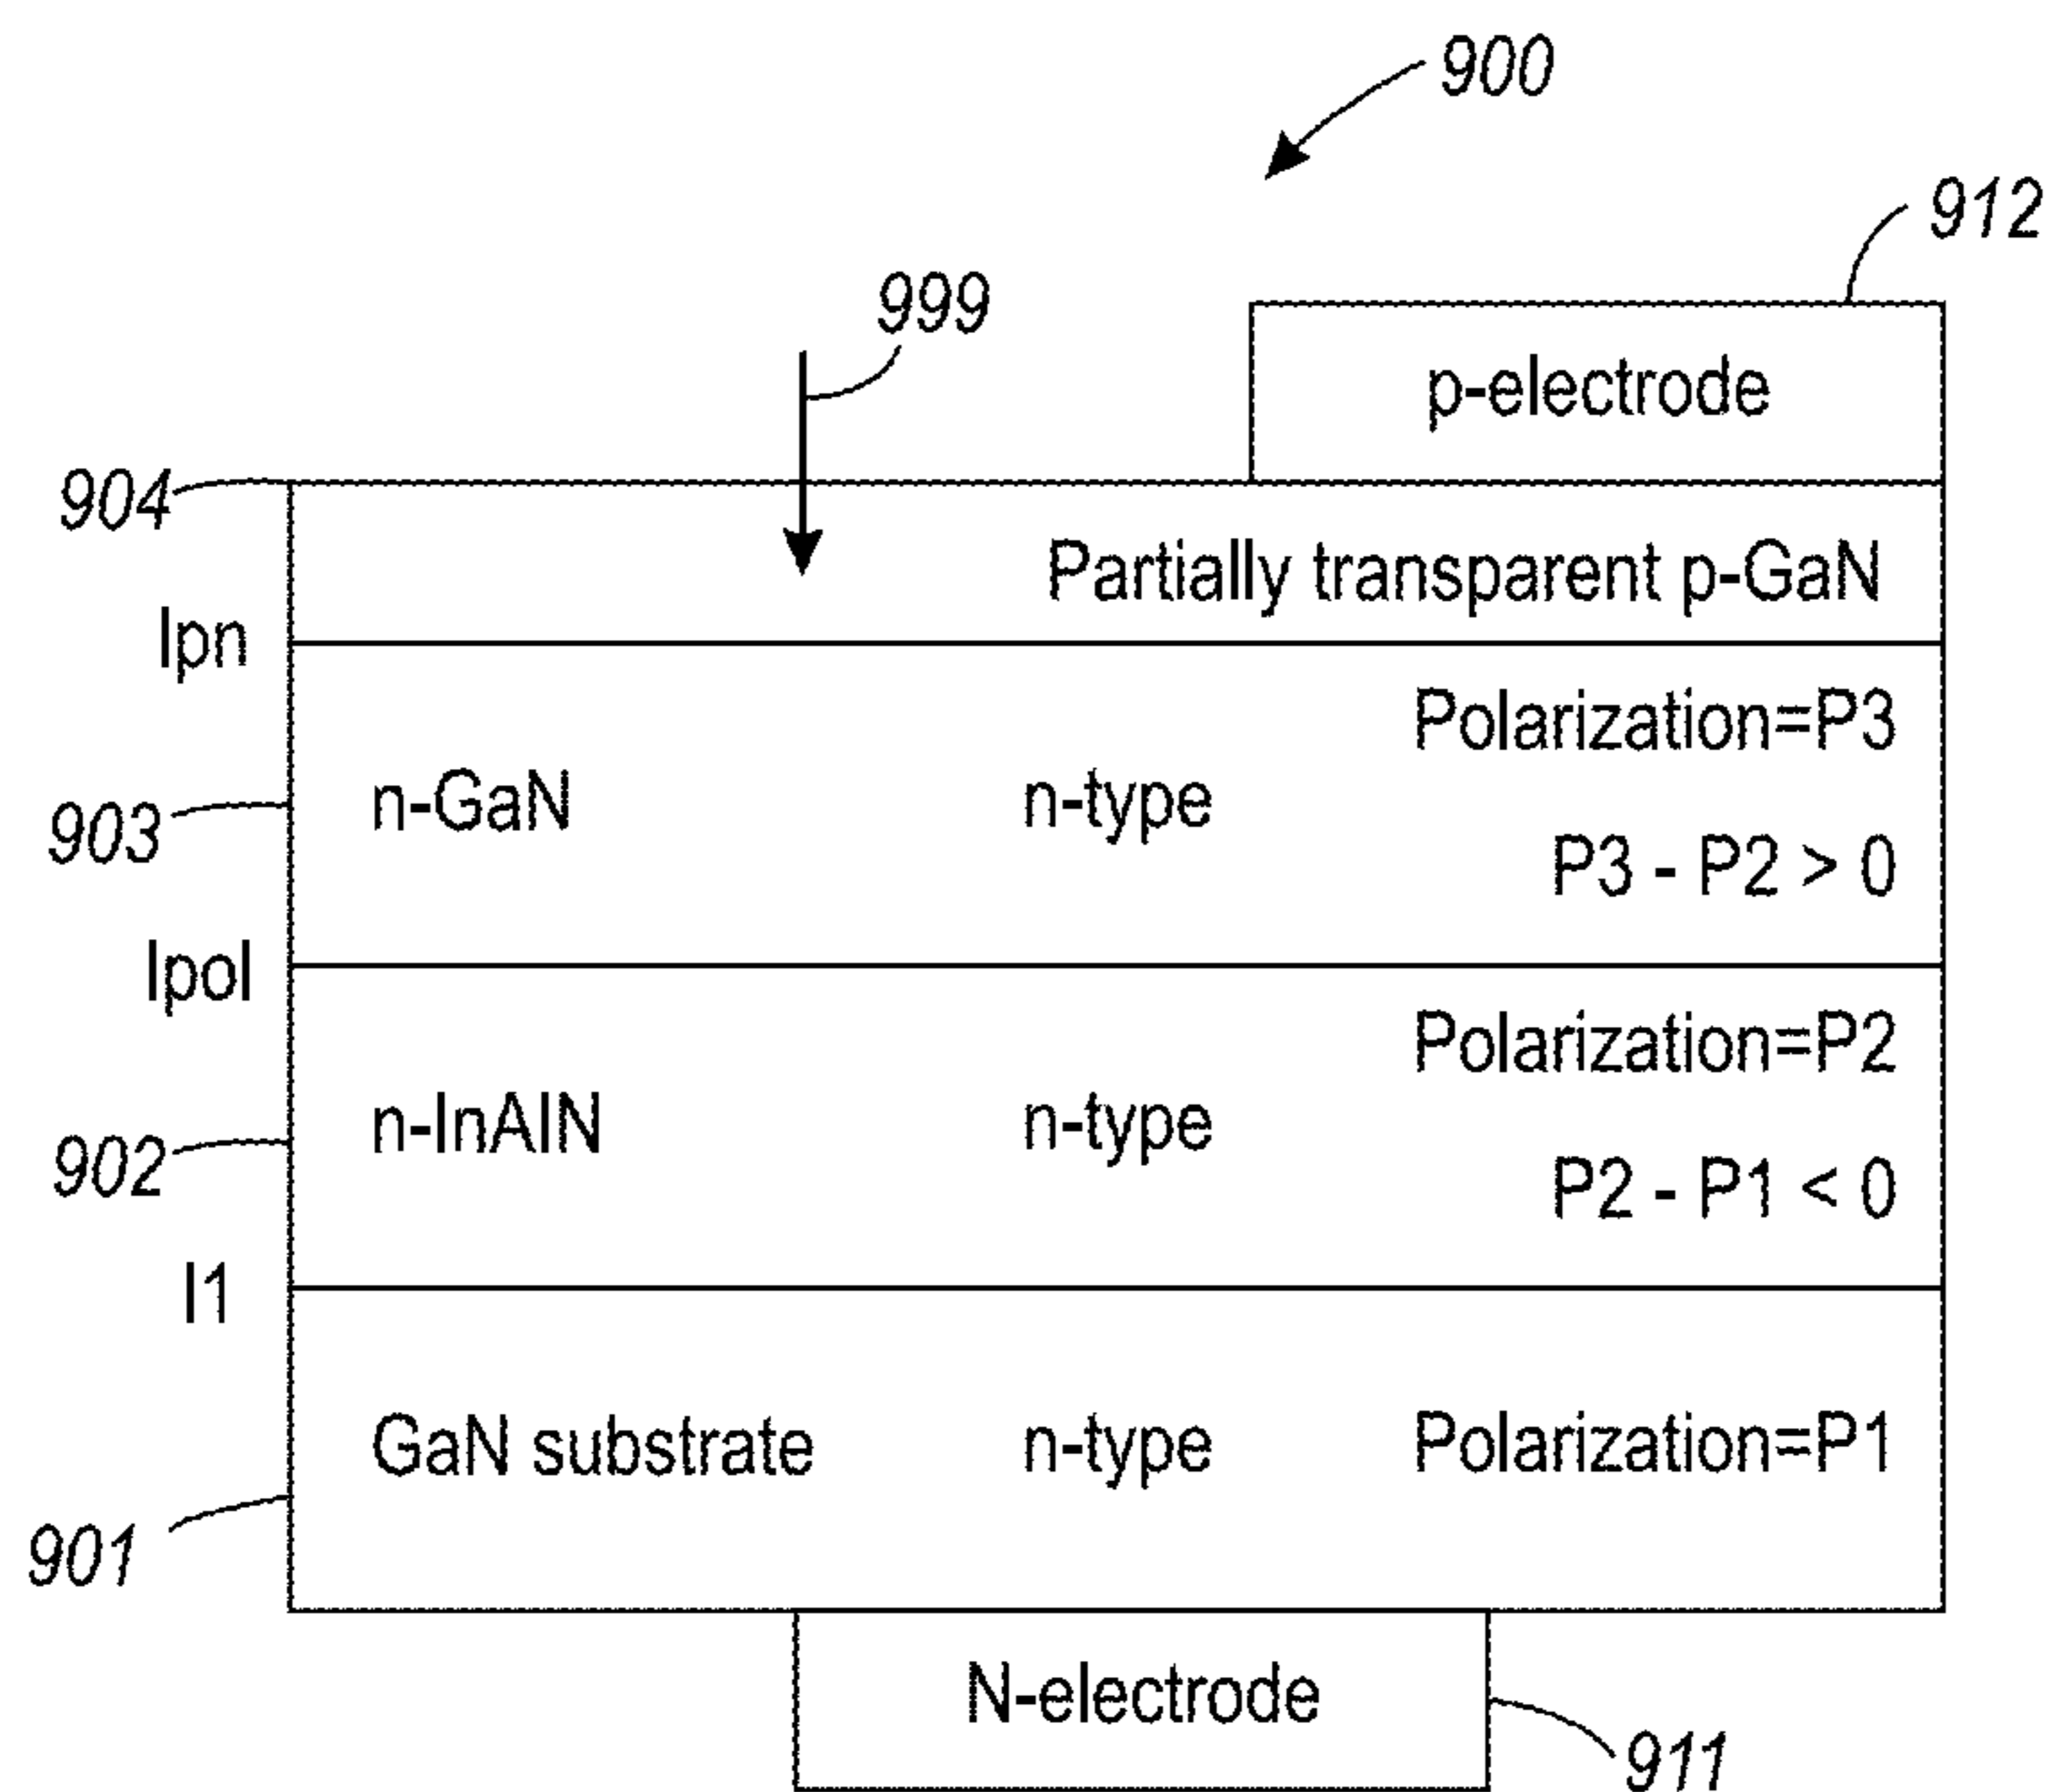 900
912
999
p-electrode
904
Partially transparent p-GaN
Ipn
Polarization=P3
n-GaN n-type
903
P3 - P2 > 0
Ipol
Polarization=P2
n-InAlN n-type
902
P2 - P1 < 0
I1
GaN substrate n-type Polarization=P1
901
N-electrode
911